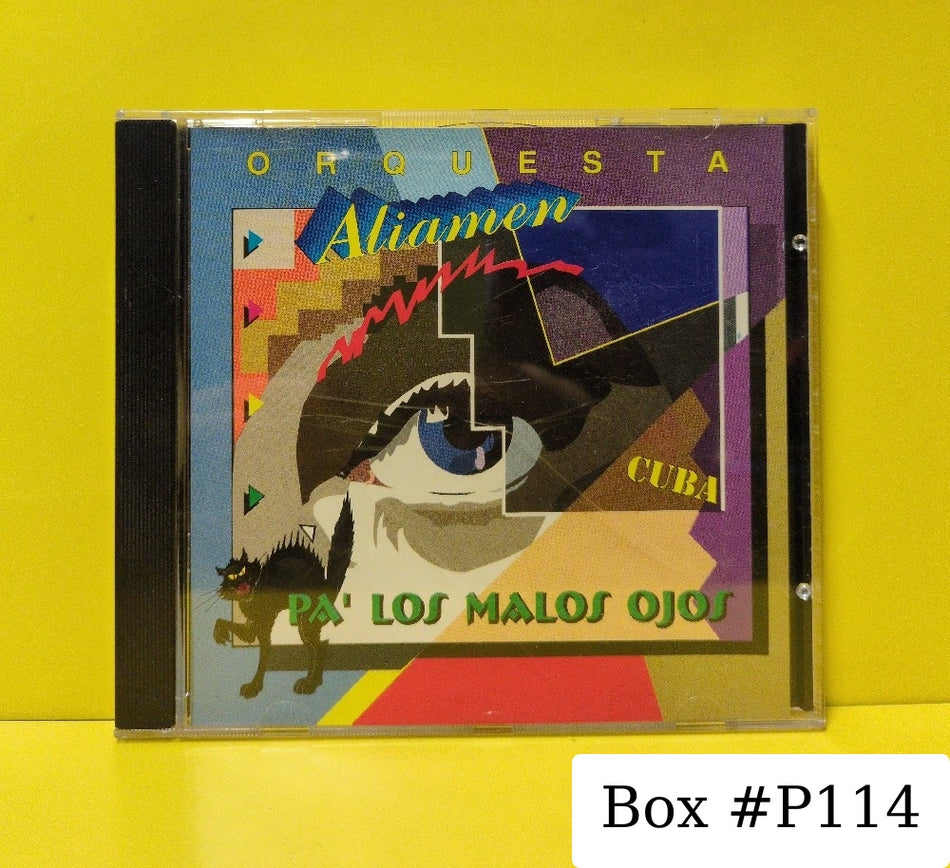 ORQUESTA
Aliamen
CUBA
PA' LOS MALOS OJOS
Box #P114